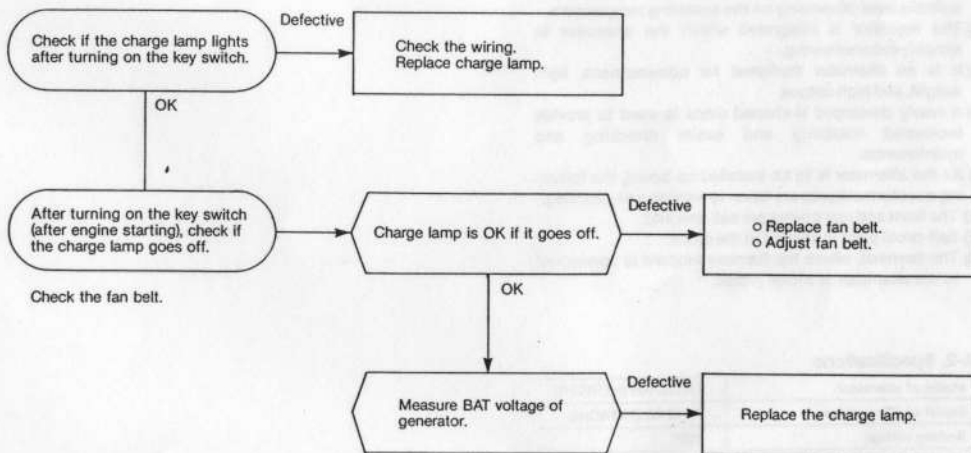 Defective
Check if the charge lamp lights
after turning on the key switch.
Check the wiring.
Replace charge lamp.
OK
After turning on the key switch
(after engine starting), check if
the charge lamp goes off.
Charge lamp is OK if it goes off.
Defective
o Replace fan belt.
o Adjust fan belt.
Check the fan belt.
OK
Measure BAT voltage of
generator.
Defective
Replace the charge lamp.